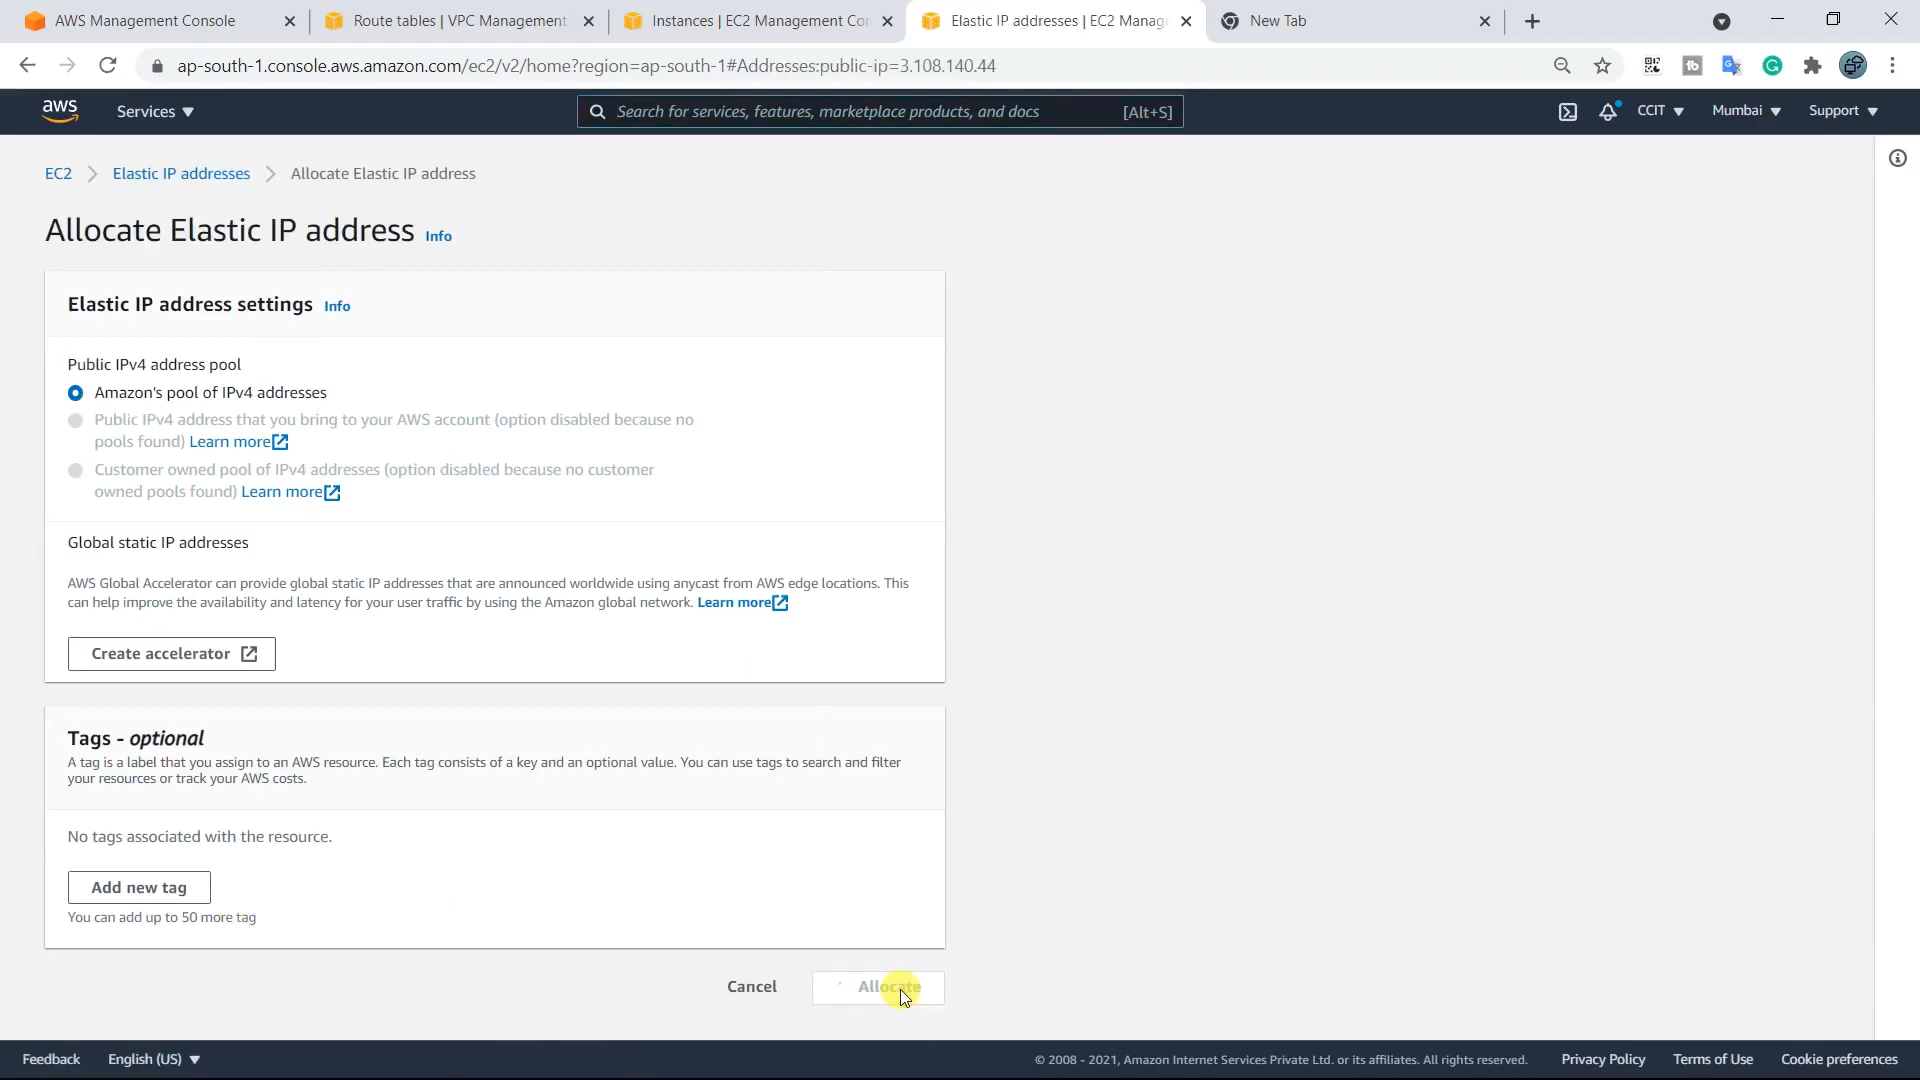 AWS Management Console
Route tables | VPC Management
Instances | EC2 Management Con
Elastic IP addresses | EC2 Manage
New Tab
ap-south-1.console.aws.amazon.com/ec2/v2/home?region=ap-south-1#Addresses:public-ip=3.108.140.44
aws
Services
Search for services, features, marketplace products, and docs
[Alt+S]
CCIT
Mumbai
Support
EC2
Elastic IP addresses
Allocate Elastic IP address
Allocate Elastic IP address Info
Elastic IP address settings Info
Public IPv4 address pool
Amazon's pool of IPv4 addresses
Public IPv4 address that you bring to your AWS account (option disabled because no
pools found) Learn more
Customer owned pool of IPv4 addresses (option disabled because no customer
owned pools found) Learn more
Global static IP addresses
AWS Global Accelerator can provide global static IP addresses that are announced worldwide using anycast from AWS edge locations. This
can help improve the availability and latency for your user traffic by using the Amazon global network. Learn more
Create accelerator
Tags - optional
A tag is a label that you assign to an AWS resource. Each tag consists of a key and an optional value. You can use tags to search and filter
your resources or track your AWS costs.
No tags associated with the resource.
Add new tag
You can add up to 50 more tag
Cancel
Allocate
Feedback
English (US)
© 2008 - 2021, Amazon Internet Services Private Ltd. or its affiliates. All rights reserved.
Privacy Policy
Terms of Use
Cookie preferences